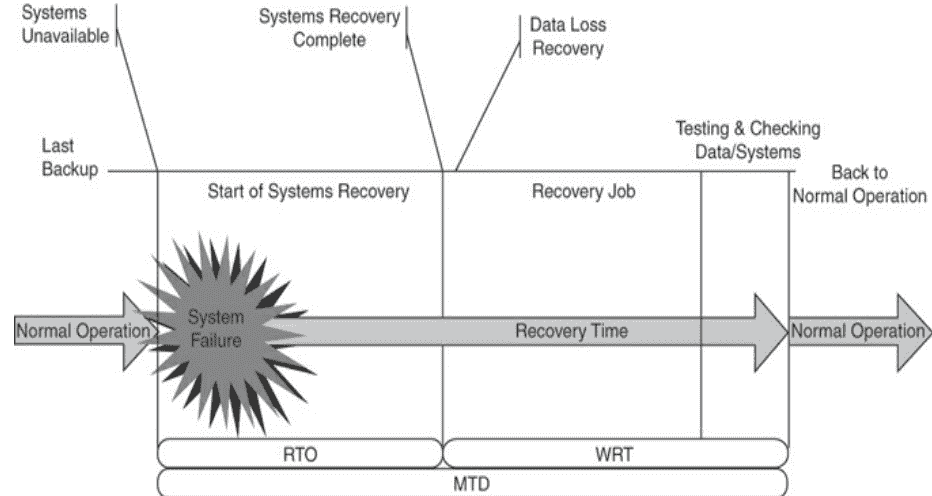 Systems
Unavailable
Systems Recovery
Complete
Data Loss
Recovery
Last
Backup
Testing & Checking
Data/Systems
Start of Systems Recovery
Recovery Job
Back to
Normal Operation
Normal Operation
System
Failure
Recovery Time
Normal Operation
RTO
WRT
MTD